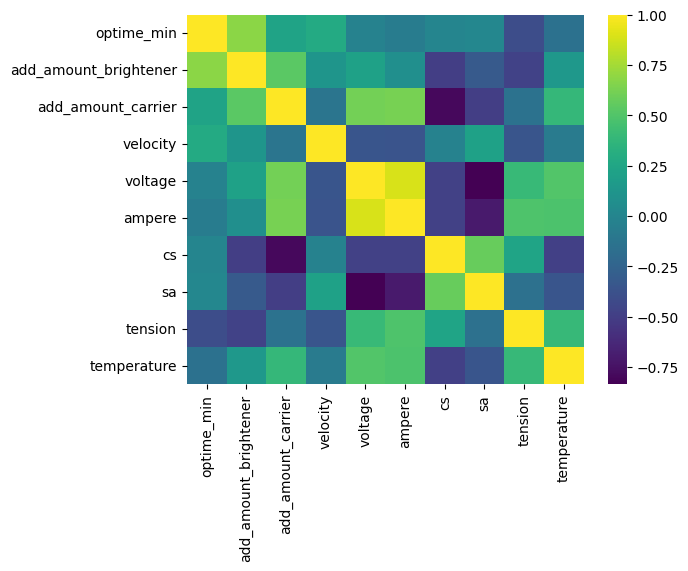 optime_min
add_amount_brightener
add_amount_carrier
velocity
voltage
ampere
cs
sa
tension
temperature
optime_min
add_amount_brightener
add_amount_carrier
velocity
voltage
ampere
cs
sa
tension
temperature
1.00
0.75
0.50
0.25
0.00
−0.25
−0.50
−0.75